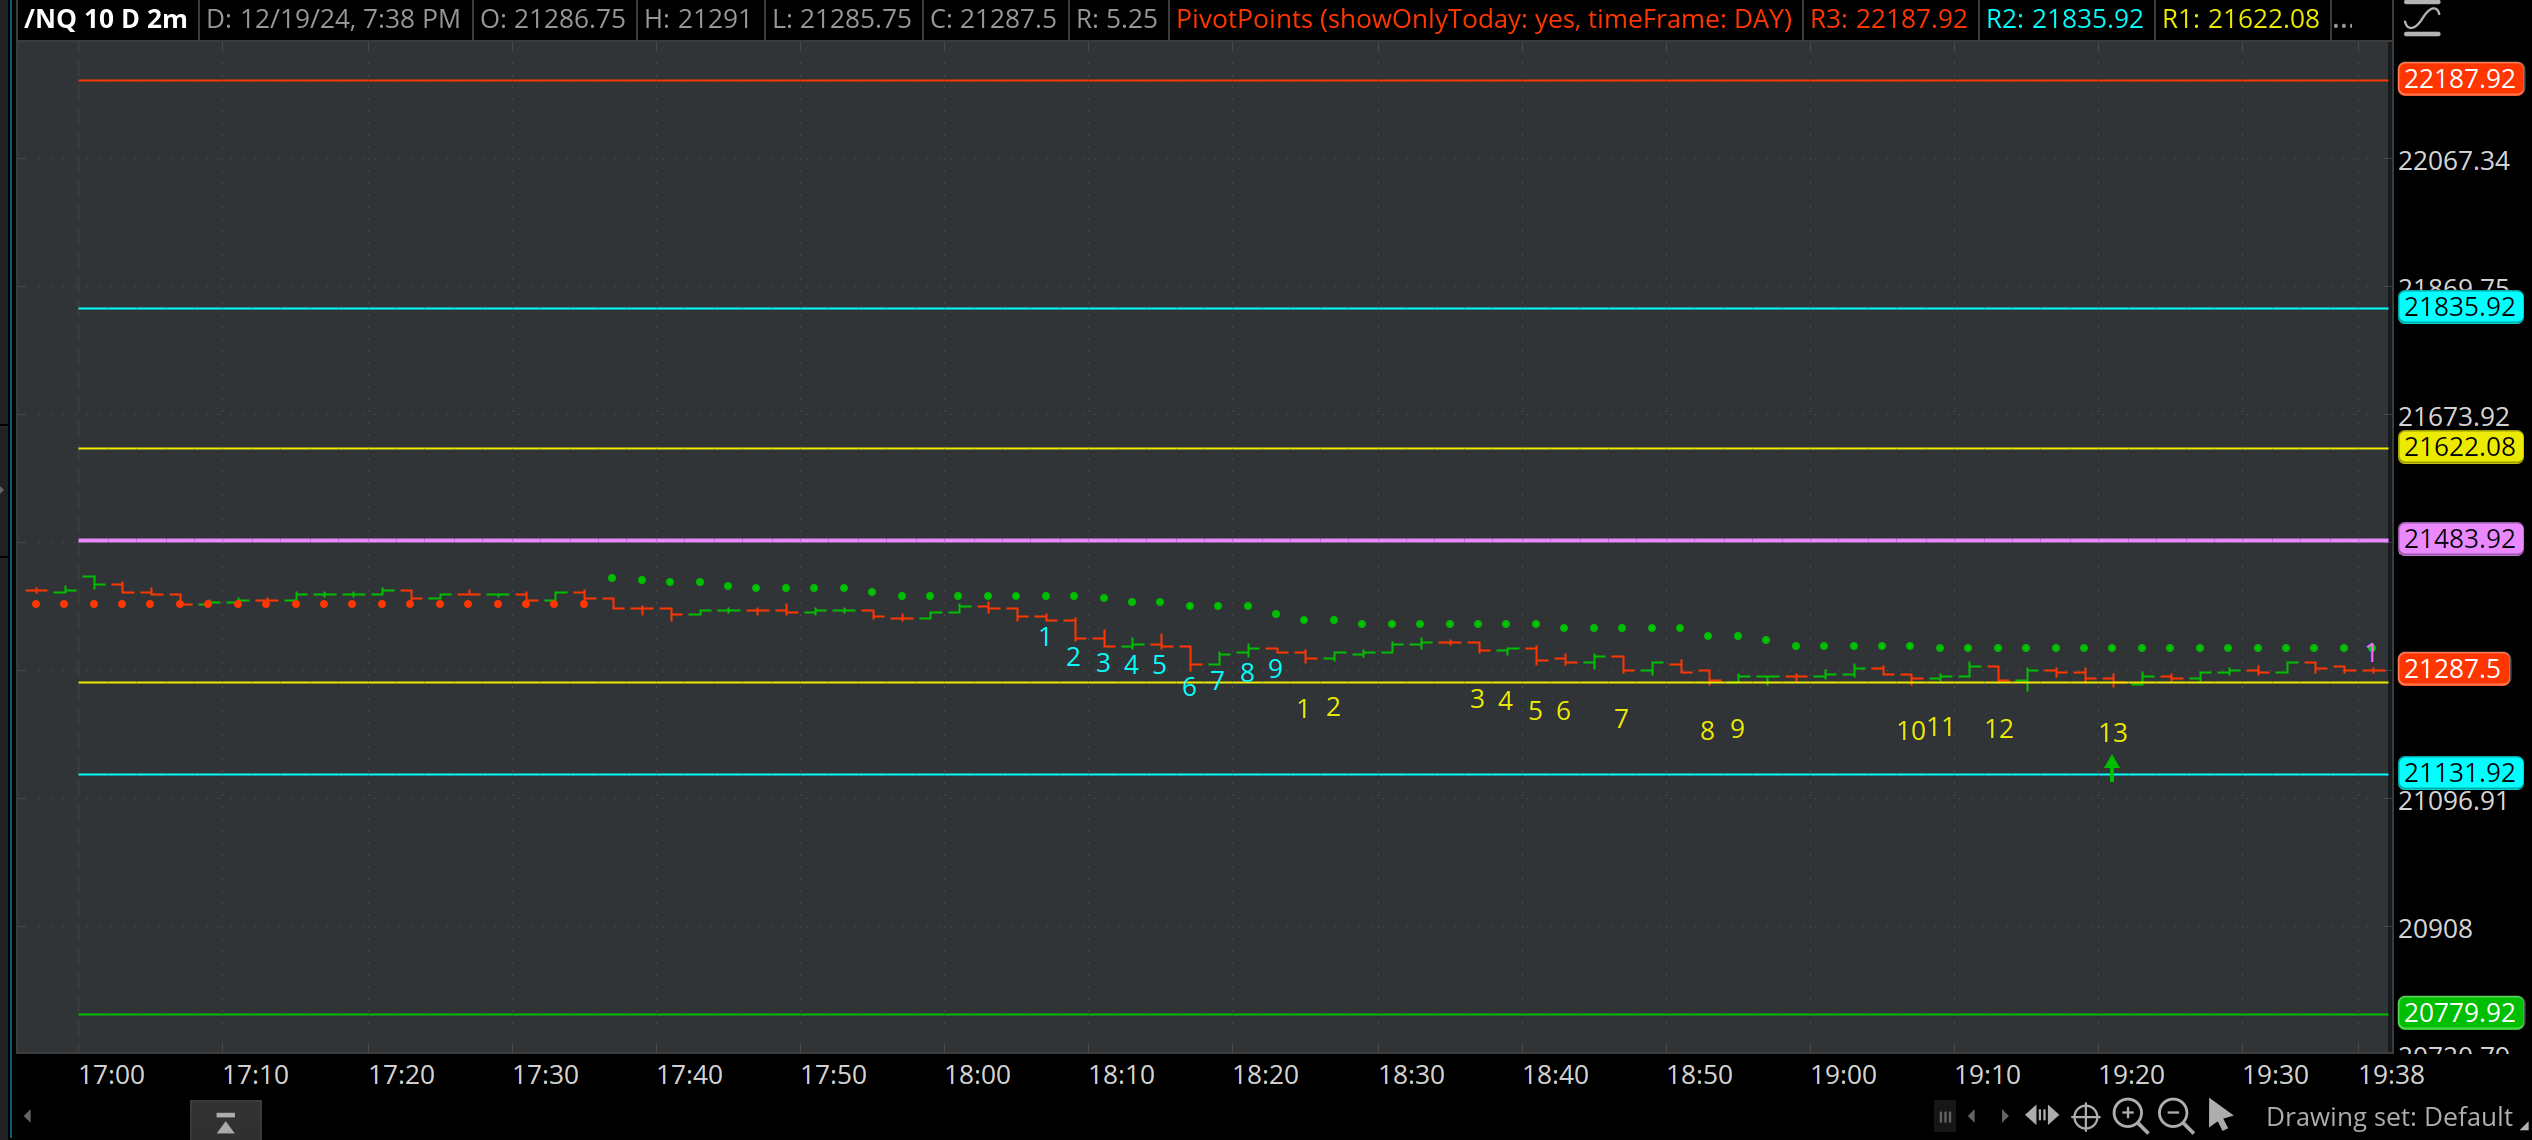 /NQ 10 D 2m D: 12/19/24, 7:38 PM O: 21286.75 H: 21291 L: 21285.75 C: 21287.5 R: 5.25 PivotPoints (showOnlyToday: yes, timeFrame: DAY) R3: 22187.92 R2: 21835.92 R1: 21622.08 ...
22187.92
22067.34
21869.75
21835.92
21673.92
21622.08
21483.92
1
1
2 3 4 5
6 7 8 9
21287.5
1 2 3 4 5 6 7 8 9 10 11 12 13
21131.92
21096.91
20908
20779.92
17:00 17:10 17:20 17:30 17:40 17:50 18:00 18:10 18:20 18:30 18:40 18:50 19:00 19:10 19:20 19:30 19:38
Drawing set: Default